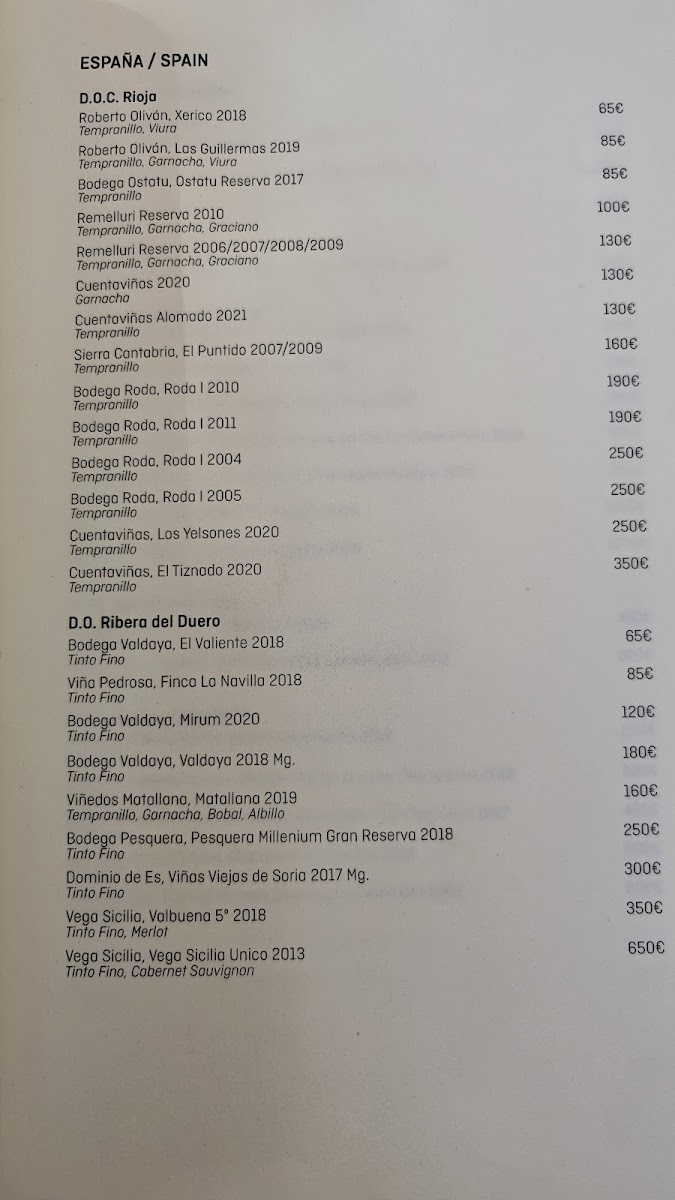 ESPAÑA / SPAIN
D.O.C. Rioja
Roberto Oliván, Xerico 2018 65€
Tempranillo, Viura
Roberto Oliván, Las Guillermas 2019 85€
Tempranillo, Garnacha, Viura
Bodega Ostatu, Ostatu Reserva 2017 85€
Tempranillo
Remelluri Reserva 2010 100€
Tempranillo, Garnacha, Graciano
Remelluri Reserva 2006/2007/2008/2009 130€
Tempranillo, Garnacha, Graciano
Cuentaviñas 2020 130€
Garnacha
Cuentaviñas Alomado 2021 130€
Tempranillo
Sierra Cantabria, El Puntido 2007/2009 160€
Tempranillo
Bodega Roda, Roda I 2010 190€
Tempranillo
Bodega Roda, Roda I 2011 190€
Tempranillo
Bodega Roda, Roda I 2004 250€
Tempranillo
Bodega Roda, Roda I 2005 250€
Tempranillo
Cuentaviñas, Los Yelsones 2020 250€
Tempranillo
Cuentaviñas, El Tiznado 2020 350€
Tempranillo
D.O. Ribera del Duero
Bodega Valdaya, El Valiente 2018 65€
Tinto Fino
Viña Pedrosa, Finca La Navilla 2018 85€
Tinto Fino
Bodega Valdaya, Mirum 2020 120€
Tinto Fino
Bodega Valdaya, Valdaya 2018 Mg. 180€
Tinto Fino
Viñedos Matallana, Matallana 2019 160€
Tempranillo, Garnacha, Bobal, Albillo
Bodega Pesquera, Pesquera Millenium Gran Reserva 2018 250€
Tinto Fino
Dominio de Es, Viñas Viejas de Soria 2017 Mg. 300€
Tinto Fino
Vega Sicilia, Valbuena 5º 2018 350€
Tinto Fino, Merlot
Vega Sicilia, Vega Sicilia Unico 2013 650€
Tinto Fino, Cabernet Sauvignon